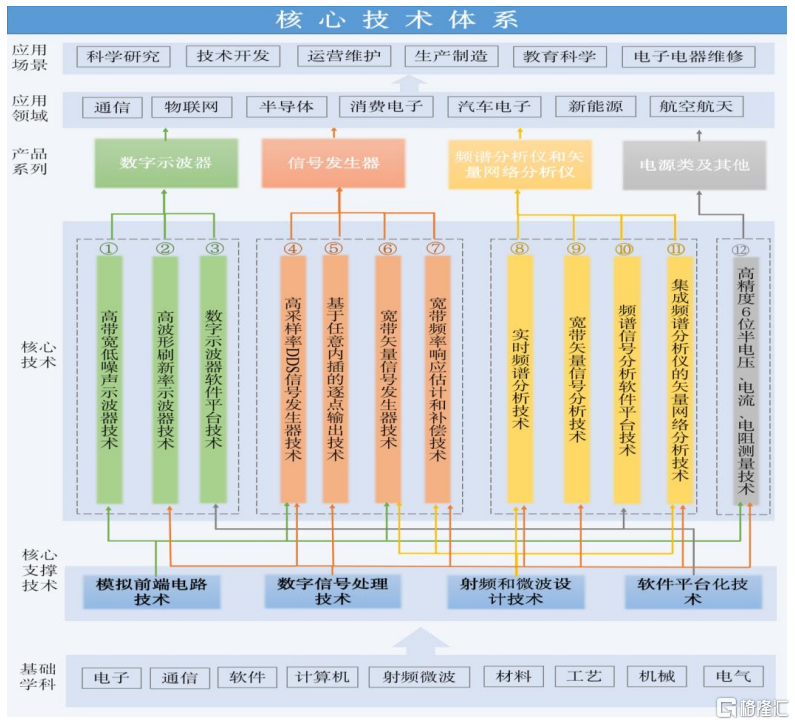 核心技术体系
应用
场景
科学研究 技术开发 运营维护 生产制造 教育科学 电子电器维修
应用
领域
通信 物联网 半导体 消费电子 汽车电子 新能源 航空航天
产品
系列
数字示波器
信号发生器
频谱分析仪和矢
量网络分析仪
电源类及其他
核心
技术
①
高带宽低噪声示波器技术
②
高波形刷新率示波器技术
③
数字示波器软件平台技术
④
高采样率DDS信号发生器技术
⑤
基于任意内插的逐点输出技术
⑥
宽带矢量信号发生器技术
⑦
宽带频率响应估计和补偿技术
⑧
实时频谱分析技术
⑨
宽带矢量信号分析技术
⑩
频谱信号分析软件平台技术
⑪
集成频谱分析仪的矢量网络分析技术
⑫
高精度6位半电压、电流、电阻测量技术
核心
支撑
技术
模拟前端电路
技术
数字信号处理
技术
射频和微波设
计技术
软件平台化技
术
基础
学科
电子 通信 软件 计算机 射频微波 材料 工艺 机械 电气
格隆汇